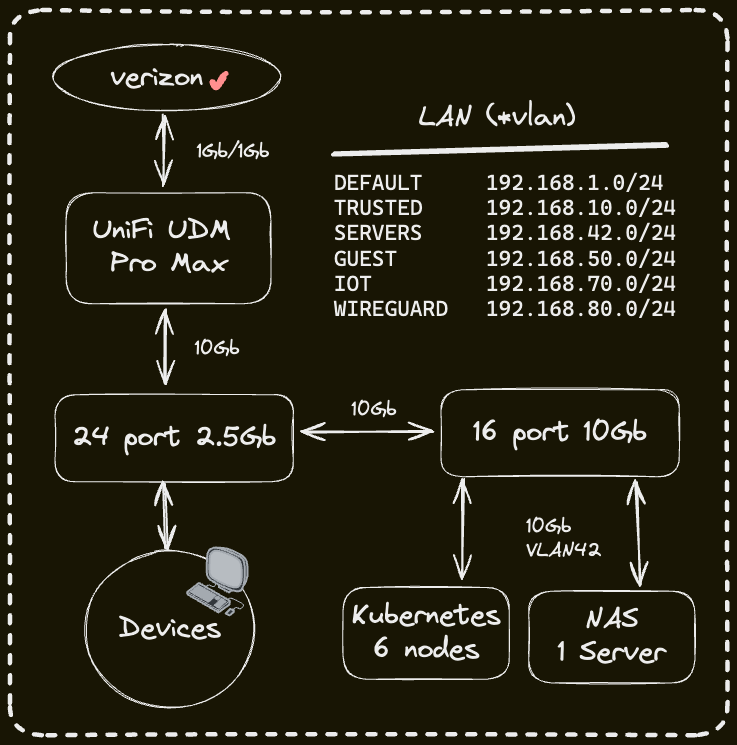 verizon
1Gb/1Gb
UniFi UDM
Pro Max
10Gb
24 port 2.5Gb
Devices
LAN (*vlan)
DEFAULT 192.168.1.0/24
TRUSTED 192.168.10.0/24
SERVERS 192.168.42.0/24
GUEST 192.168.50.0/24
IOT 192.168.70.0/24
WIREGUARD 192.168.80.0/24
10Gb
16 port 10Gb
10Gb
VLAN42
Kubernetes
6 nodes
NAS
1 Server